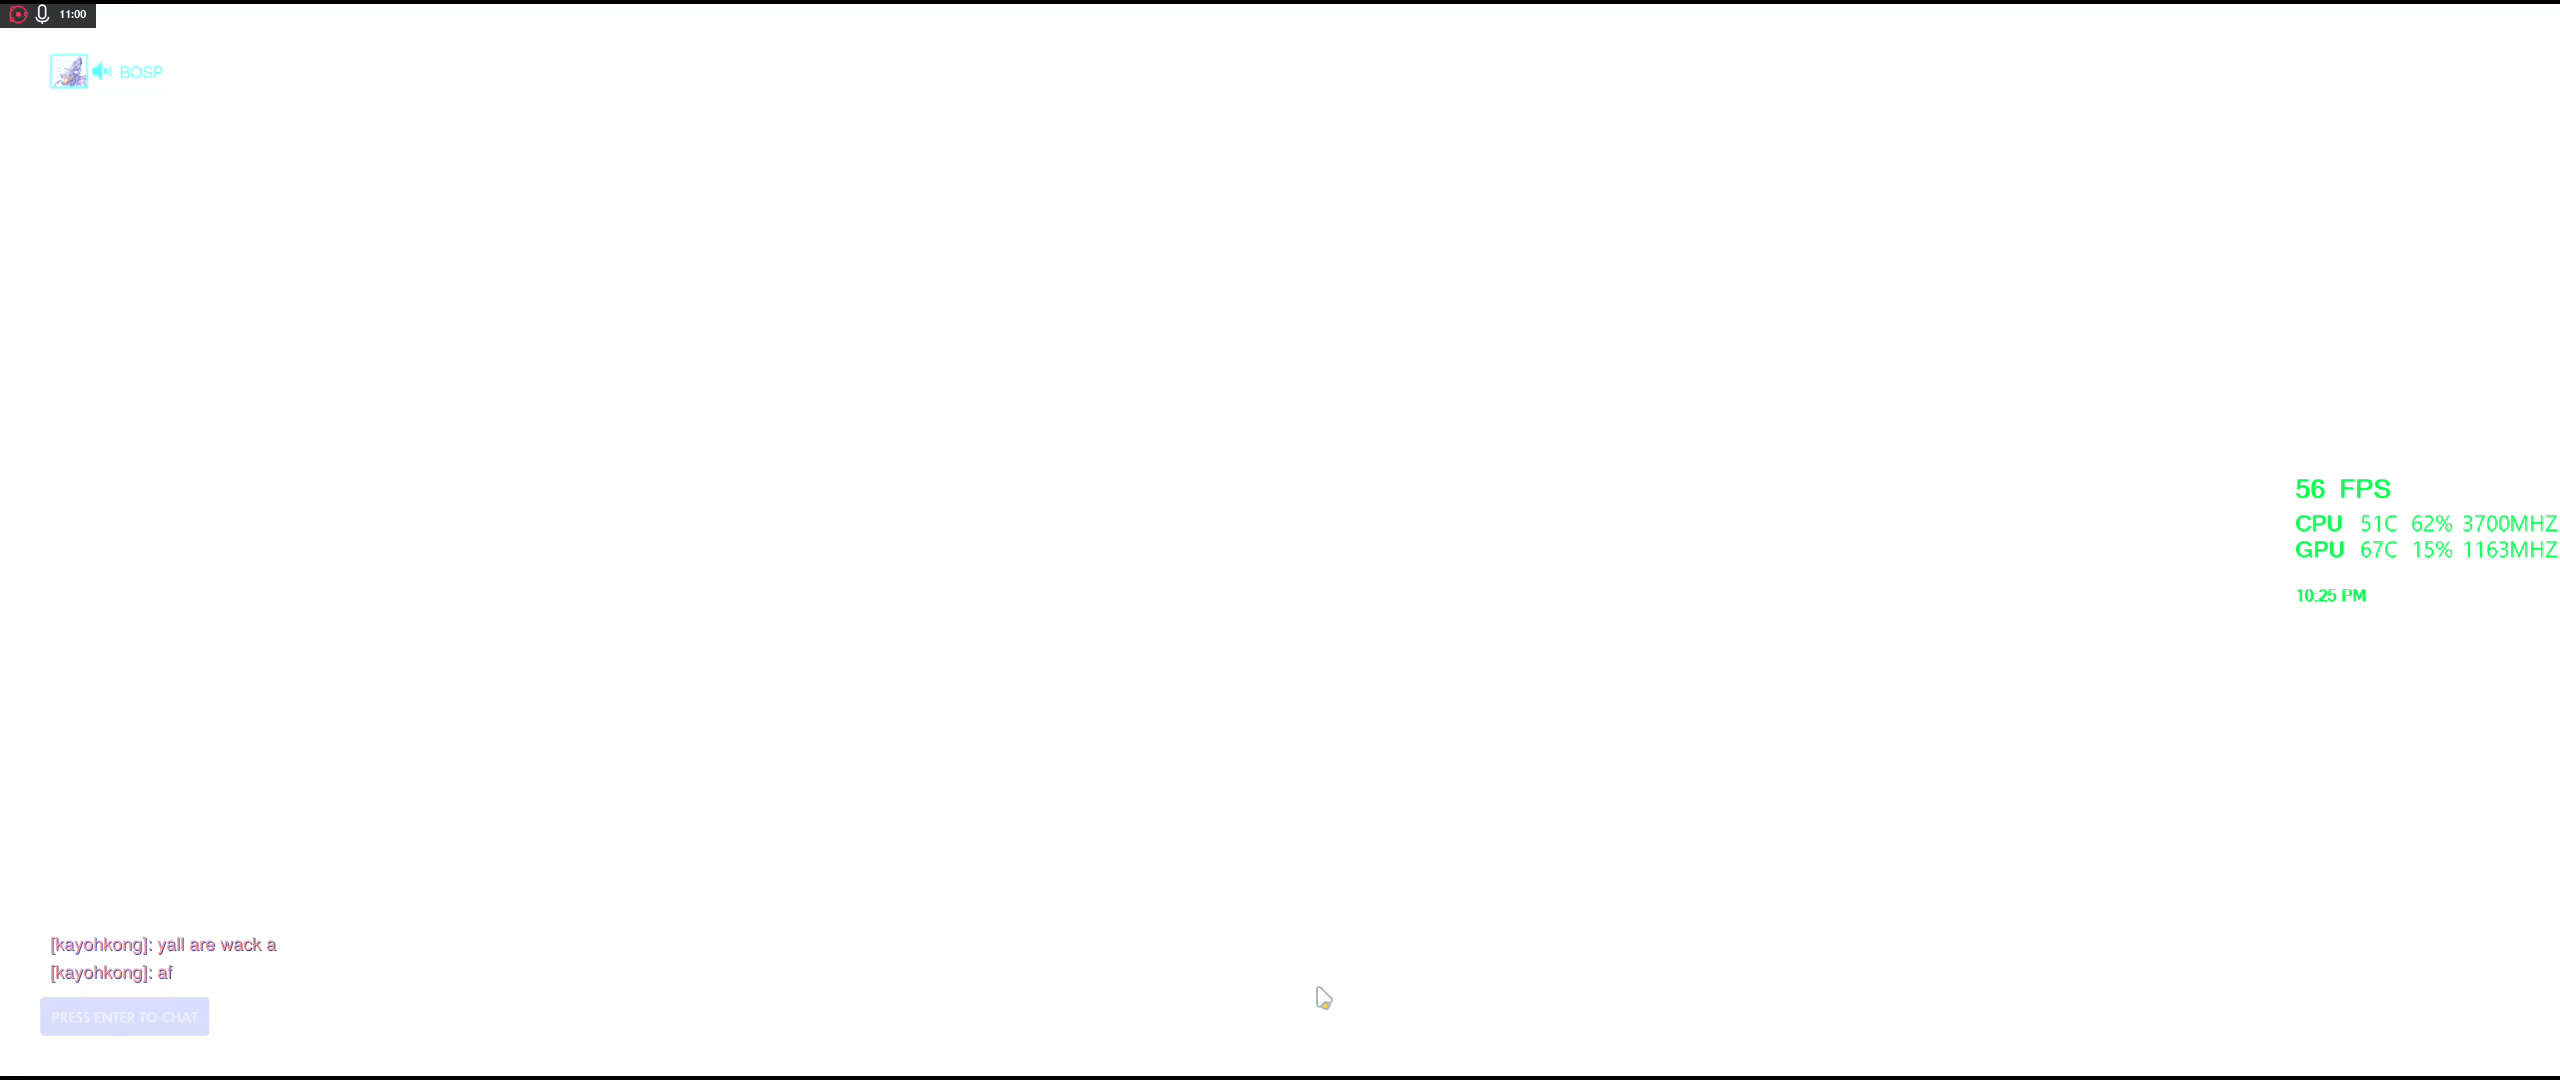 11:00
BOSP
56 FPS
CPU 51C 62% 3700MHZ
GPU 67C 15% 1163MHZ
10:25 PM
[kayohkong]: yall are wack a
[kayohkong]: af
PRESS ENTER TO CHAT